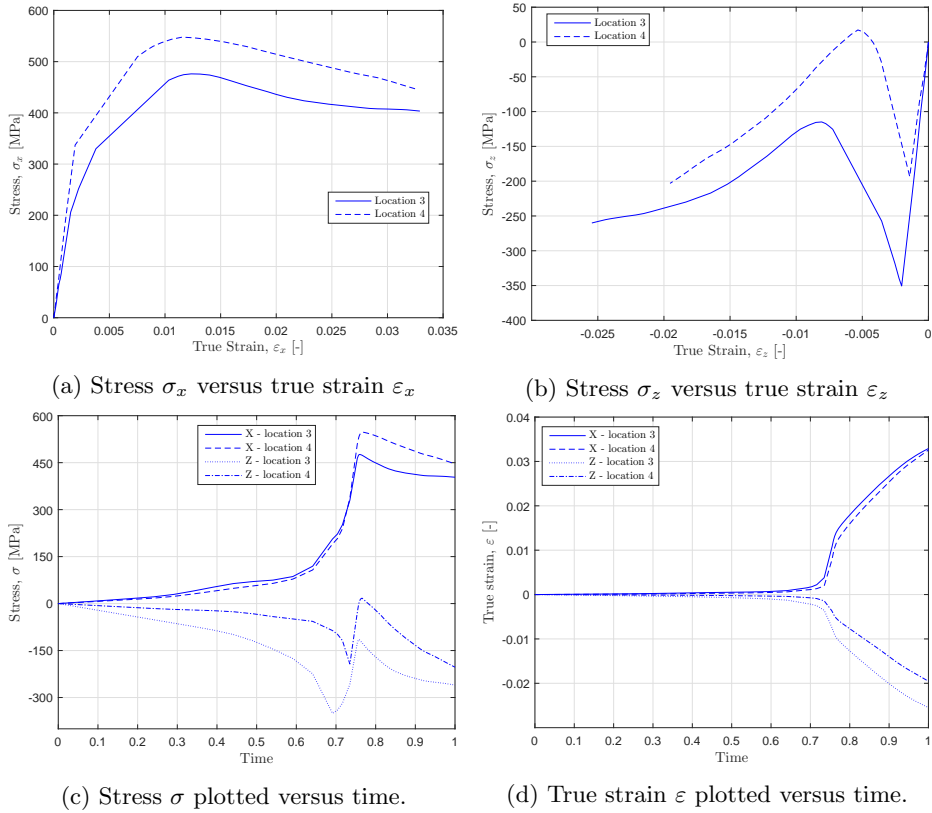 600
500
400
300
200
100
0
Stress, σx [MPa]
Location 3
Location 4
0 0.005 0.01 0.015 0.02 0.025 0.03 0.035
True Strain, εx [-]
(a) Stress σx versus true strain εx
50
0
-50
-100
-150
-200
-250
-300
-350
-400
Stress, σz [MPa]
Location 3
Location 4
-0.025 -0.02 -0.015 -0.01 -0.005 0
True Strain, εz [-]
(b) Stress σz versus true strain εz
600
450
300
150
0
-150
-300
Stress, σ [MPa]
X - location 3
X - location 4
Z - location 3
Z - location 4
0 0.1 0.2 0.3 0.4 0.5 0.6 0.7 0.8 0.9 1
Time
(c) Stress σ plotted versus time.
0.04
0.03
0.02
0.01
0
-0.01
-0.02
True strain, ε [-]
X - location 3
X - location 4
Z - location 3
Z - location 4
0 0.1 0.2 0.3 0.4 0.5 0.6 0.7 0.8 0.9 1
Time
(d) True strain ε plotted versus time.